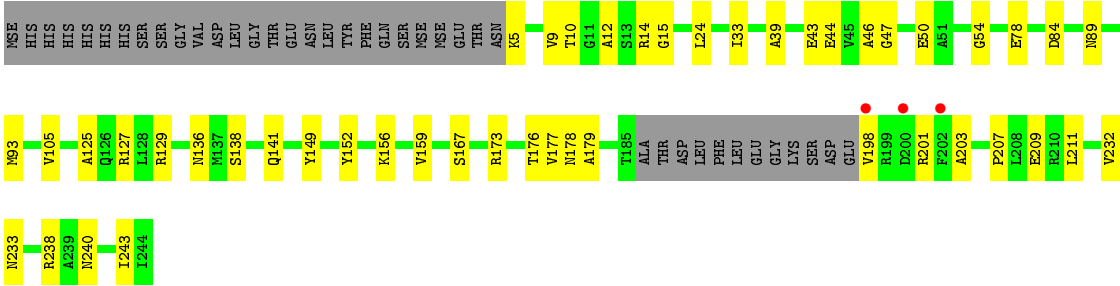 MSE HIS HIS HIS HIS HIS HIS SER SER GLY VAL ASP LEU GLY THR GLU ASN LEU TYR PHE GLN SER MSE MSE GLU THR ASN K5 V9 T10 G11 A12 S13 R14 G15 L24 I33 A39 E43 E44 V45 A46 G47 E50 A51 G54 E78 D84 N89
M93 V105 A125 Q126 R127 L128 R129 N136 M137 S138 Q141 Y149 Y152 K156 V159 S167 R173 T176 V177 N178 A179 T185 ALA THR ASP LEU PHE LEU GLU GLY LYS SER ASP GLU V198 R199 D200 R201 F202 A203 P207 L208 E209 R210 L211 V232
N233 R238 A239 N240 I243 I244